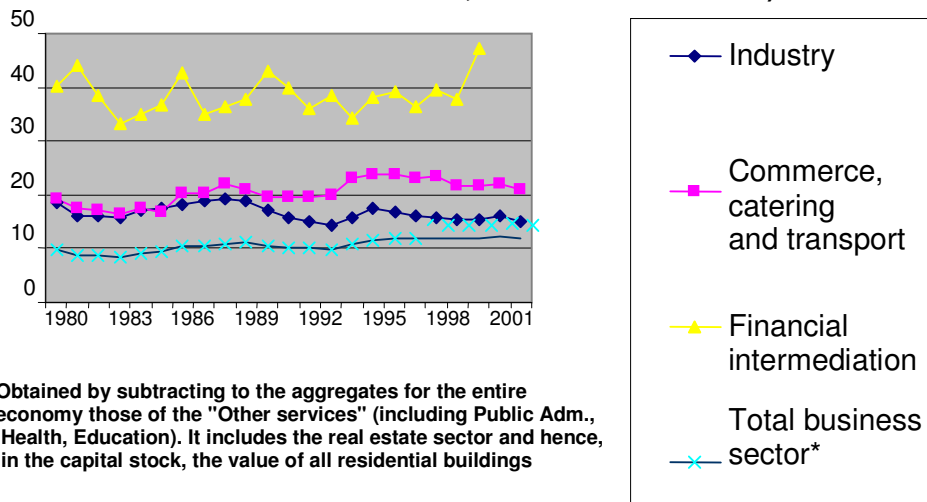 50
40
30
20
10
0
1980 1983 1986 1989 1992 1995 1998 2001
Industry
Commerce,
catering
and transport
Financial
intermediation
Total business
sector*
Obtained by subtracting to the aggregates for the entire
economy those of the "Other services" (including Public Adm.,
Health, Education). It includes the real estate sector and hence,
in the capital stock, the value of all residential buildings